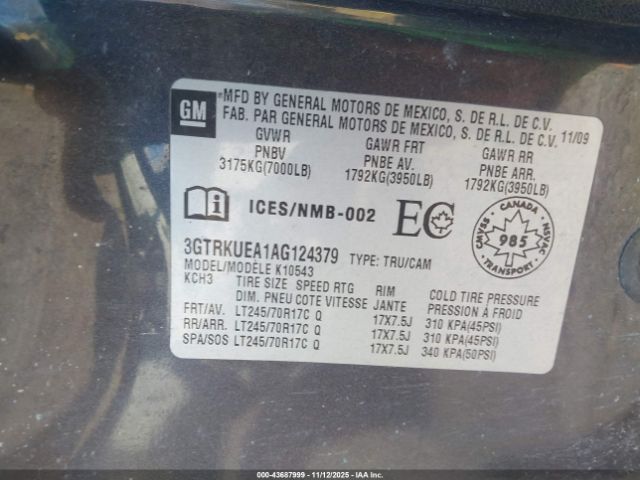 GM
*MFD BY GENERAL MOTORS DE MEXICO, S. DE R.L. DE C.V.
FAB. PAR GENERAL MOTORS DE MEXICO, S. DE R.L. DE C.V. 11/09
GVWR GAWR FRT GAWR RR
PNBV PNBE AV. PNBE ARR.
3175KG(7000LB) 1792KG(3950LB) 1792KG(3950LB)
i ICES/NMB-002 EC
CANADA
CMVSS NSVAC
985
TRANSPORT
3GTRKUEA1AG124379 TYPE: TRU/CAM
MODEL/MODÈLE K10543
KCH3 TIRE SIZE SPEED RTG RIM COLD TIRE PRESSURE
DIM. PNEU COTE VITESSE JANTE PRESSION À FROID
FRT/AV. LT245/70R17C Q 17X7.5J 310 KPA(45PSI)
RR/ARR. LT245/70R17C Q 17X7.5J 310 KPA(45PSI)
SPA/SOS LT245/70R17C Q 17X7.5J 340 KPA(50PSI)
000-43687999 - 11/12/2025 - IAA Inc.